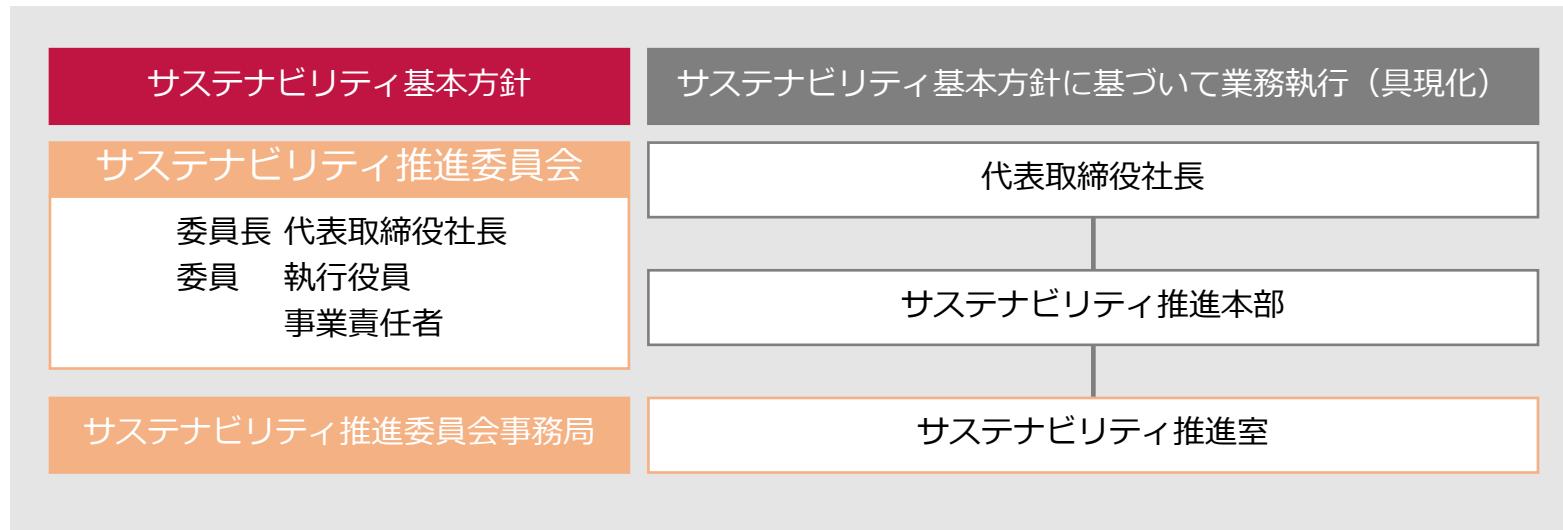 サステナビリティ基本方針
サステナビリティ基本方針に基づいて業務執行（具現化）
サステナビリティ推進委員会
委員長 代表取締役社長
委員 執行役員
事業責任者
代表取締役社長
サステナビリティ推進本部
サステナビリティ推進委員会事務局
サステナビリティ推進室